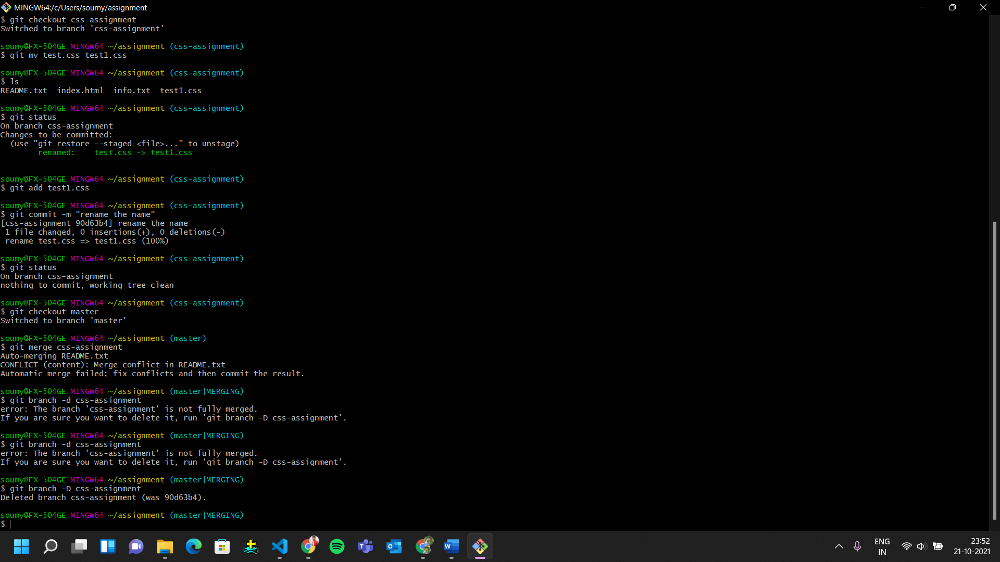 MINGW64:/c/Users/soumy/assignment
$ git checkout css-assignment
Switched to branch 'css-assignment'
soumy@FX-504GE MINGW64 ~/assignment (css-assignment)
$ git mv test.css test1.css
soumy@FX-504GE MINGW64 ~/assignment (css-assignment)
$ ls
README.txt  index.html  info.txt  test1.css
soumy@FX-504GE MINGW64 ~/assignment (css-assignment)
$ git status
On branch css-assignment
Changes to be committed:
  (use "git restore --staged <file>..." to unstage)
        renamed:    test.css -> test1.css
soumy@FX-504GE MINGW64 ~/assignment (css-assignment)
$ git add test1.css
soumy@FX-504GE MINGW64 ~/assignment (css-assignment)
$ git commit -m "rename the name"
[css-assignment 90d63b4] rename the name
 1 file changed, 0 insertions(+), 0 deletions(-)
 rename test.css => test1.css (100%)
soumy@FX-504GE MINGW64 ~/assignment (css-assignment)
$ git status
On branch css-assignment
nothing to commit, working tree clean
soumy@FX-504GE MINGW64 ~/assignment (css-assignment)
$ git checkout master
Switched to branch 'master'
soumy@FX-504GE MINGW64 ~/assignment (master)
$ git merge css-assignment
Auto-merging README.txt
CONFLICT (content): Merge conflict in README.txt
Automatic merge failed; fix conflicts and then commit the result.
soumy@FX-504GE MINGW64 ~/assignment (master|MERGING)
$ git branch -d css-assignment
error: The branch 'css-assignment' is not fully merged.
If you are sure you want to delete it, run 'git branch -D css-assignment'.
soumy@FX-504GE MINGW64 ~/assignment (master|MERGING)
$ git branch -d css-assignment
error: The branch 'css-assignment' is not fully merged.
If you are sure you want to delete it, run 'git branch -D css-assignment'.
soumy@FX-504GE MINGW64 ~/assignment (master|MERGING)
$ git branch -D css-assignment
Deleted branch css-assignment (was 90d63b4).
soumy@FX-504GE MINGW64 ~/assignment (master|MERGING)
$
ENG
IN
23:52
21-10-2021